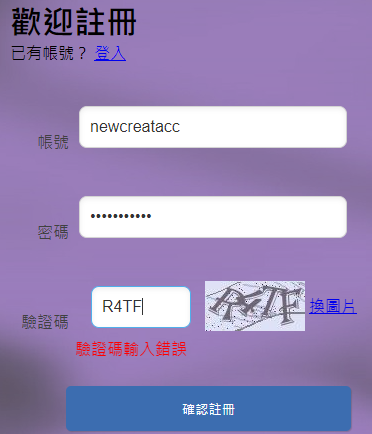 歡迎註冊
已有帳號？ 登入
帳號 newcreatacc
密碼 •••••••••••
驗證碼 R4TF R4TF 換圖片
驗證碼輸入錯誤
確認註冊